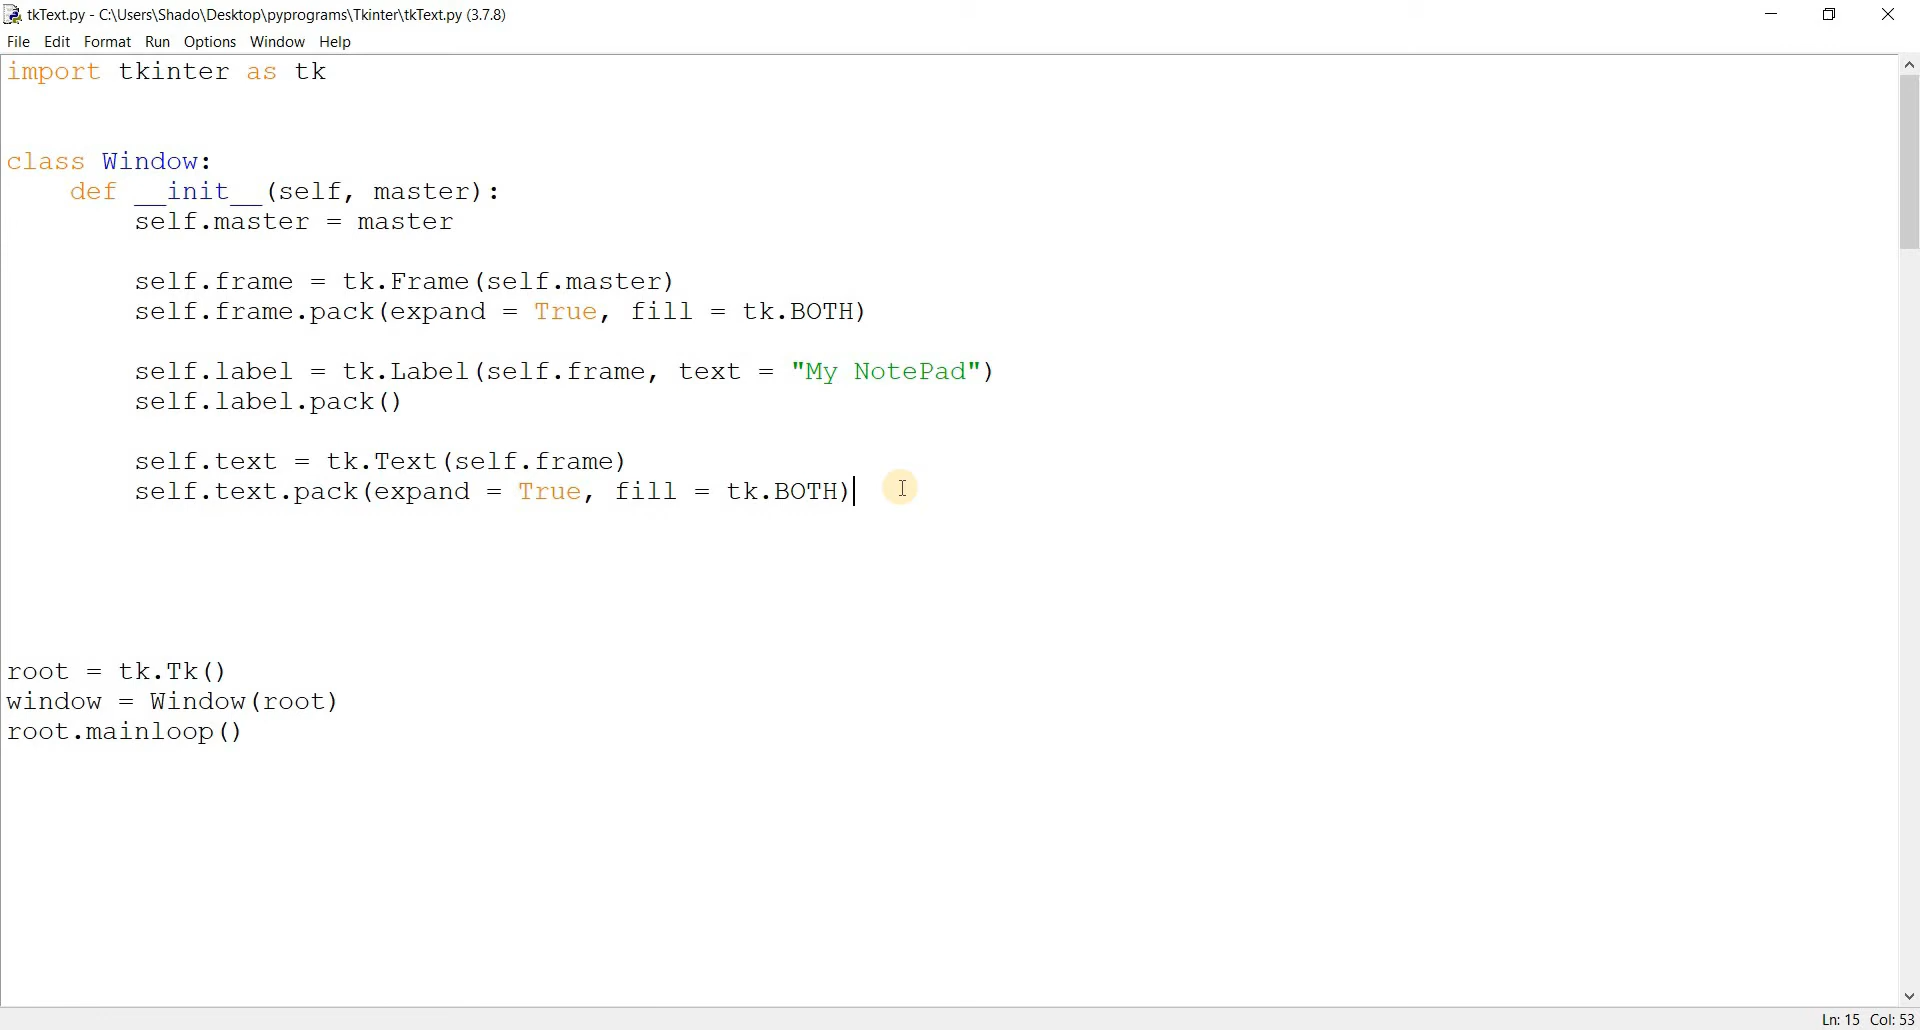 tkText.py - C:\Users\Shado\Desktop\pyprograms\Tkinter\tkText.py (3.7.8)
File Edit Format Run Options Window Help
import tkinter as tk
class Window:
    def __init__(self, master):
        self.master = master
        self.frame = tk.Frame(self.master)
        self.frame.pack(expand = True, fill = tk.BOTH)
        self.label = tk.Label(self.frame, text = "My NotePad")
        self.label.pack()
        self.text = tk.Text(self.frame)
        self.text.pack(expand = True, fill = tk.BOTH)
root = tk.Tk()
window = Window(root)
root.mainloop()
Ln: 15 Col: 53